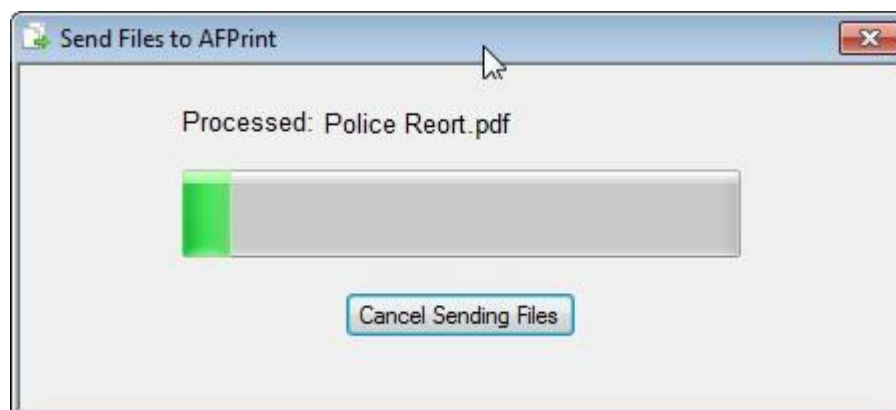 Send Files to AFPrint
Processed: Police Reort.pdf
Cancel Sending Files